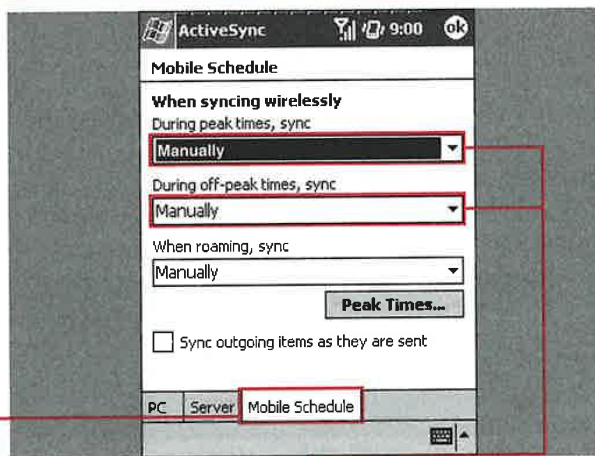 ActiveSync 9:00 ok
Mobile Schedule
When syncing wirelessly
During peak times, sync
Manually
During off-peak times, sync
Manually
When roaming, sync
Manually
Peak Times...
Sync outgoing items as they are sent
PC Server Mobile Schedule